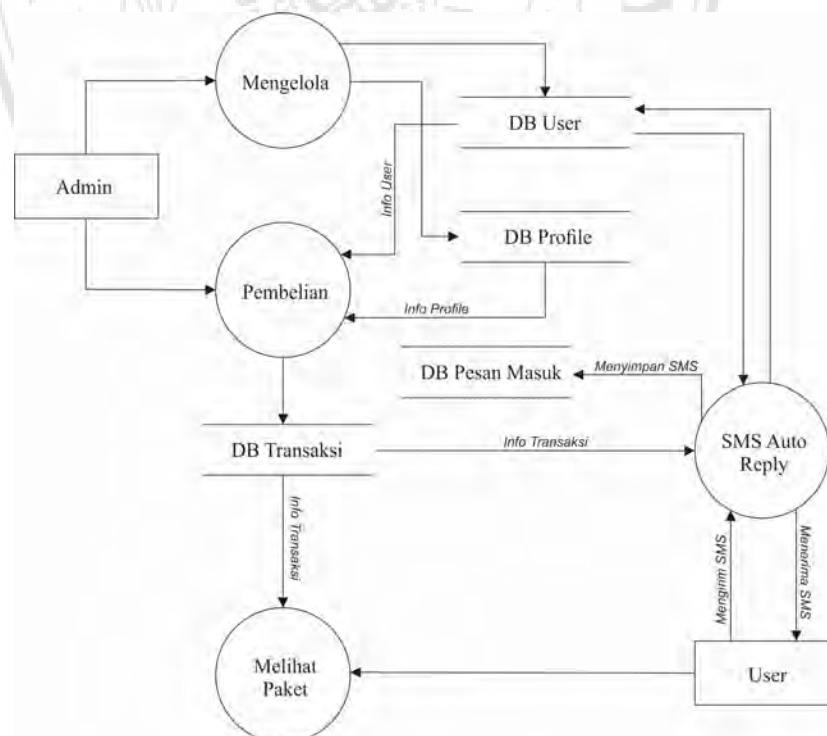 Mengelola
DB User
Admin
Info User
DB Profile
Pembelian
Info Profile
DB Pesan Masuk
Menyimpan SMS
DB Transaksi
Info Transaksi
SMS Auto
Reply
Info Transaksi
Mengirim SMS
Menerima SMS
Melihat
Paket
User